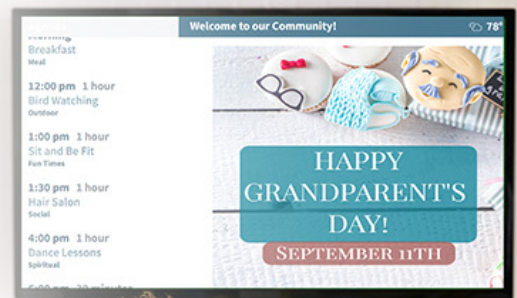 Welcome to our Community!
78°
Morning
Breakfast
Meal
12:00 pm 1 hour
Bird Watching
Outdoor
1:00 pm 1 hour
Sit and Be Fit
Fun Times
1:30 pm 1 hour
Hair Salon
Social
4:00 pm 1 hour
Dance Lessons
Spiritual
HAPPY
GRANDPARENT'S
DAY!
SEPTEMBER 11TH